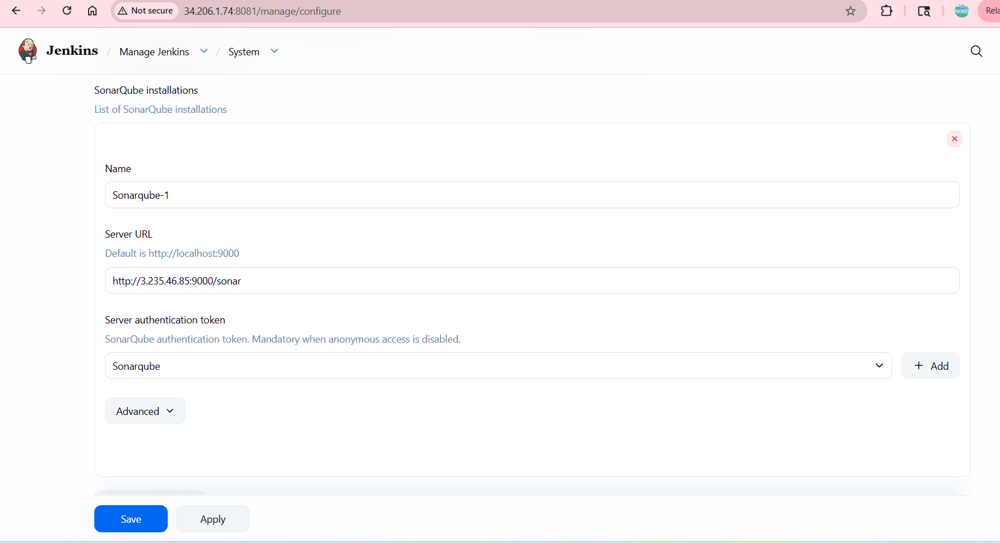 Not secure 34.206.1.74:8081/manage/configure
Jenkins / Manage Jenkins / System
SonarQube installations
List of SonarQube installations
Name
Sonarqube-1
Server URL
Default is http://localhost:9000
http://3.235.46.85:9000/sonar
Server authentication token
SonarQube authentication token. Mandatory when anonymous access is disabled.
Sonarqube
+ Add
Advanced
Save Apply